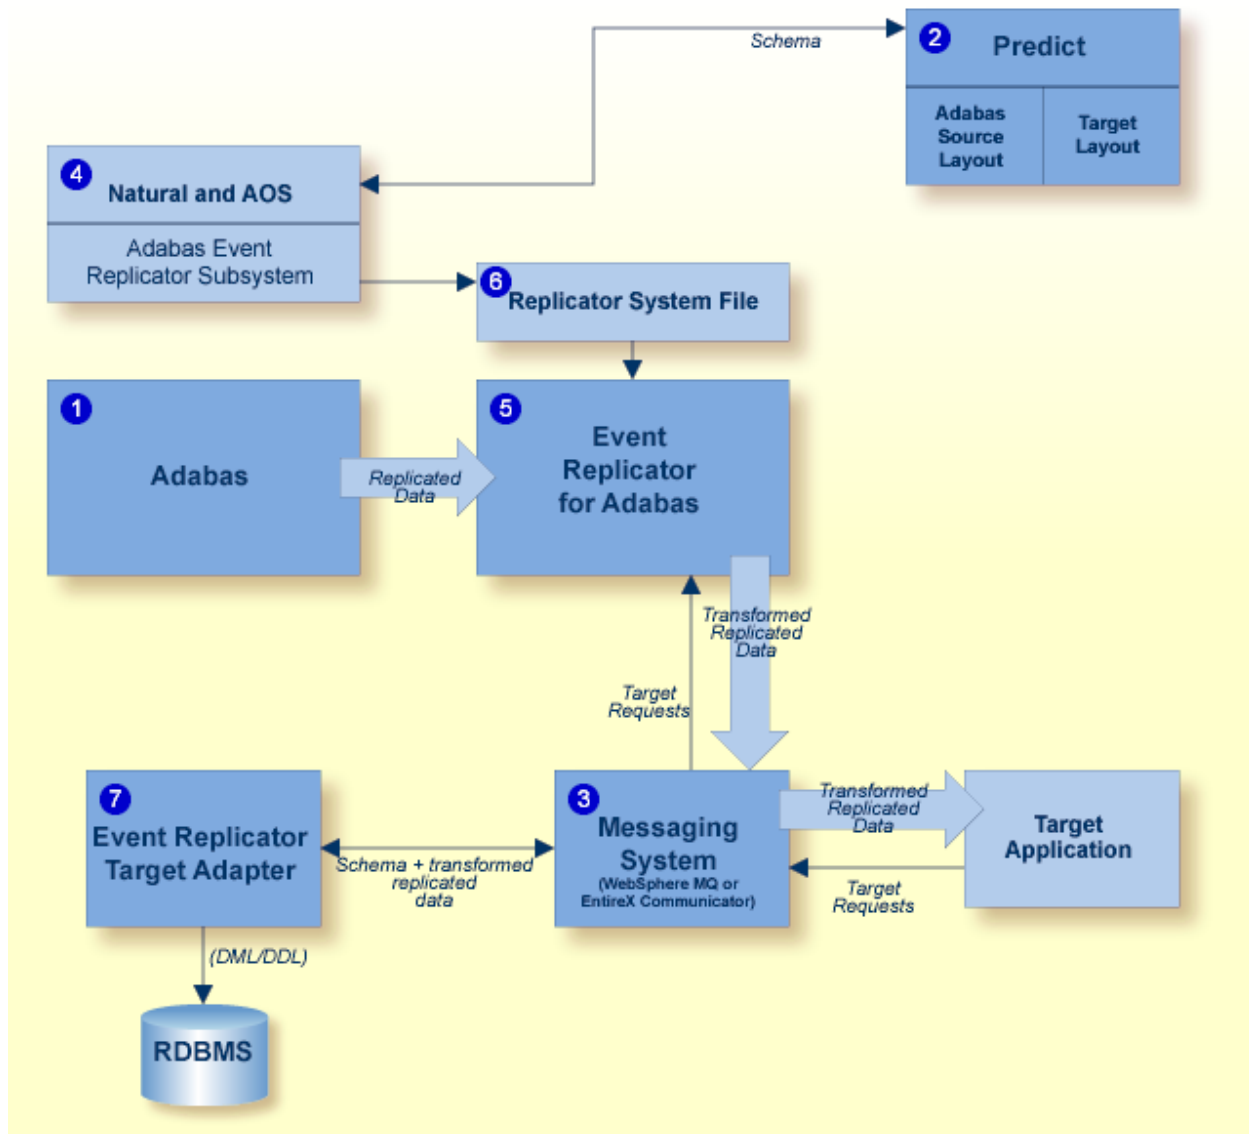 Schema
2
Predict
Adabas
Source
Layout
Target
Layout
4
Natural and AOS
Adabas Event
Replicator Subsystem
6
Replicator System File
1
Adabas
Replicated
Data
5
Event
Replicator
for Adabas
Transformed
Replicated
Data
Target
Requests
7
Event Replicator
Target Adapter
Schema + transformed
replicated
data
3
Messaging
System
(WebSphere MQ or
EntireX Communicator)
Transformed
Replicated
Data
Target
Requests
Target
Application
(DML/DDL)
RDBMS